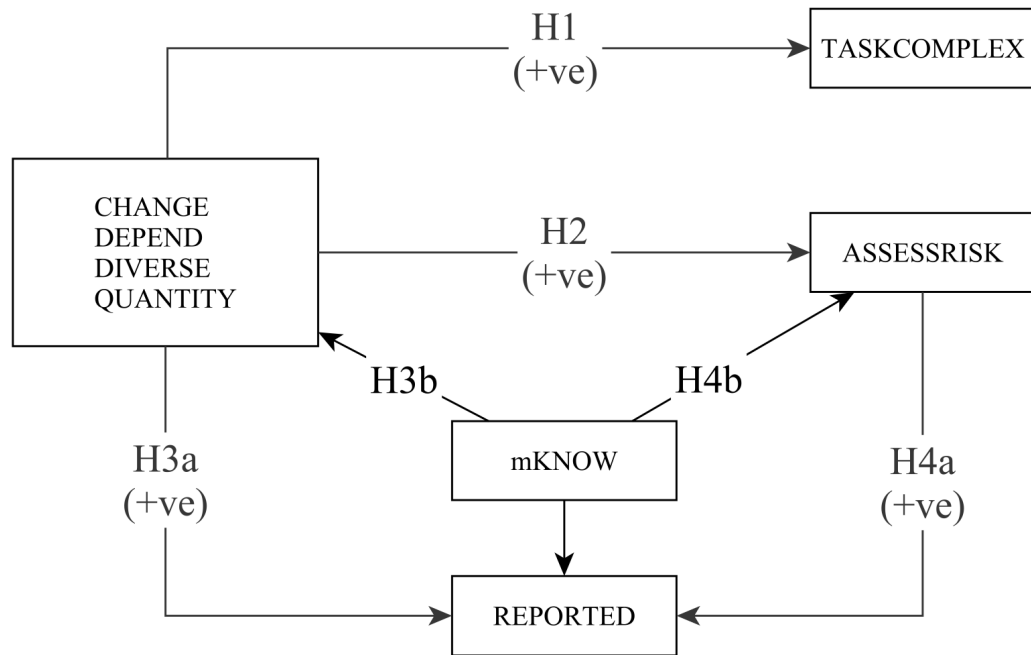 H1
(+ve)
TASKCOMPLEX
CHANGE
DEPEND
DIVERSE
QUANTITY
H2
(+ve)
ASSESSRISK
H3b
H4b
H3a
(+ve)
mKNOW
H4a
(+ve)
REPORTED